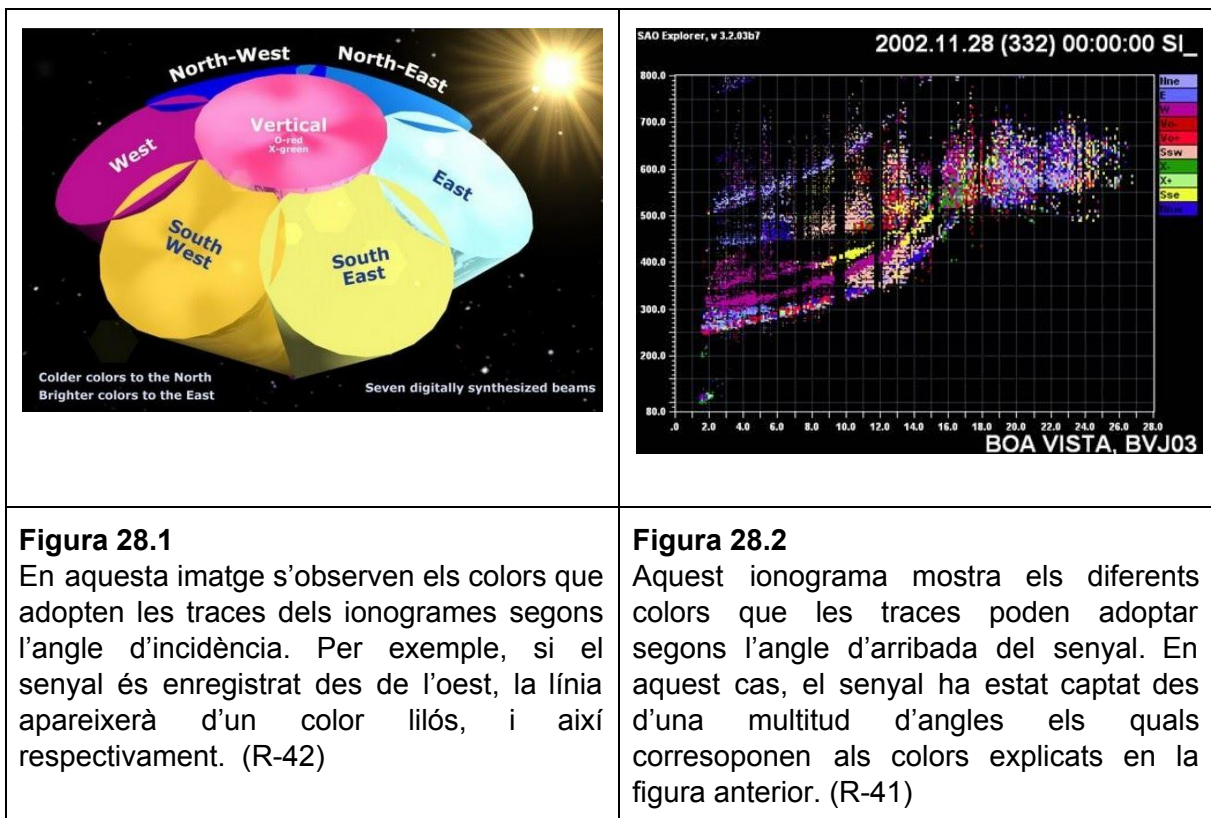 North-West
North-East
Vertical
O-red
X-green
West
East
South
West
South
East
Colder colors to the North
Brighter colors to the East
Seven digitally synthesized beams
SAO Explorer, v 3.2.03b7
2002.11.28 (332) 00:00:00 SI_
800.0
700.0
600.0
500.0
400.0
300.0
200.0
80.0
.0 2.0 4.0 6.0 8.0 10.0 12.0 14.0 16.0 18.0 20.0 22.0 24.0 26.0 28.0
Nne
E
W
Vo-
Vo+
Ssw
X-
X+
Sse
BOA VISTA, BVJ03
Figura 28.1
En aquesta imatge s’observen els colors que
adopten les traces dels ionogrames segons
l’angle d’incidència. Per exemple, si el
senyal és enregistrat des de l’oest, la línia
apareixerà d’un color lilós, i així
respectivament. (R-42)
Figura 28.2
Aquest ionograma mostra els diferents
colors que les traces poden adoptar
segons l’angle d’arribada del senyal. En
aquest cas, el senyal ha estat captat des
d’una multitud d’angles els quals
corresoponen als colors explicats en la
figura anterior. (R-41)